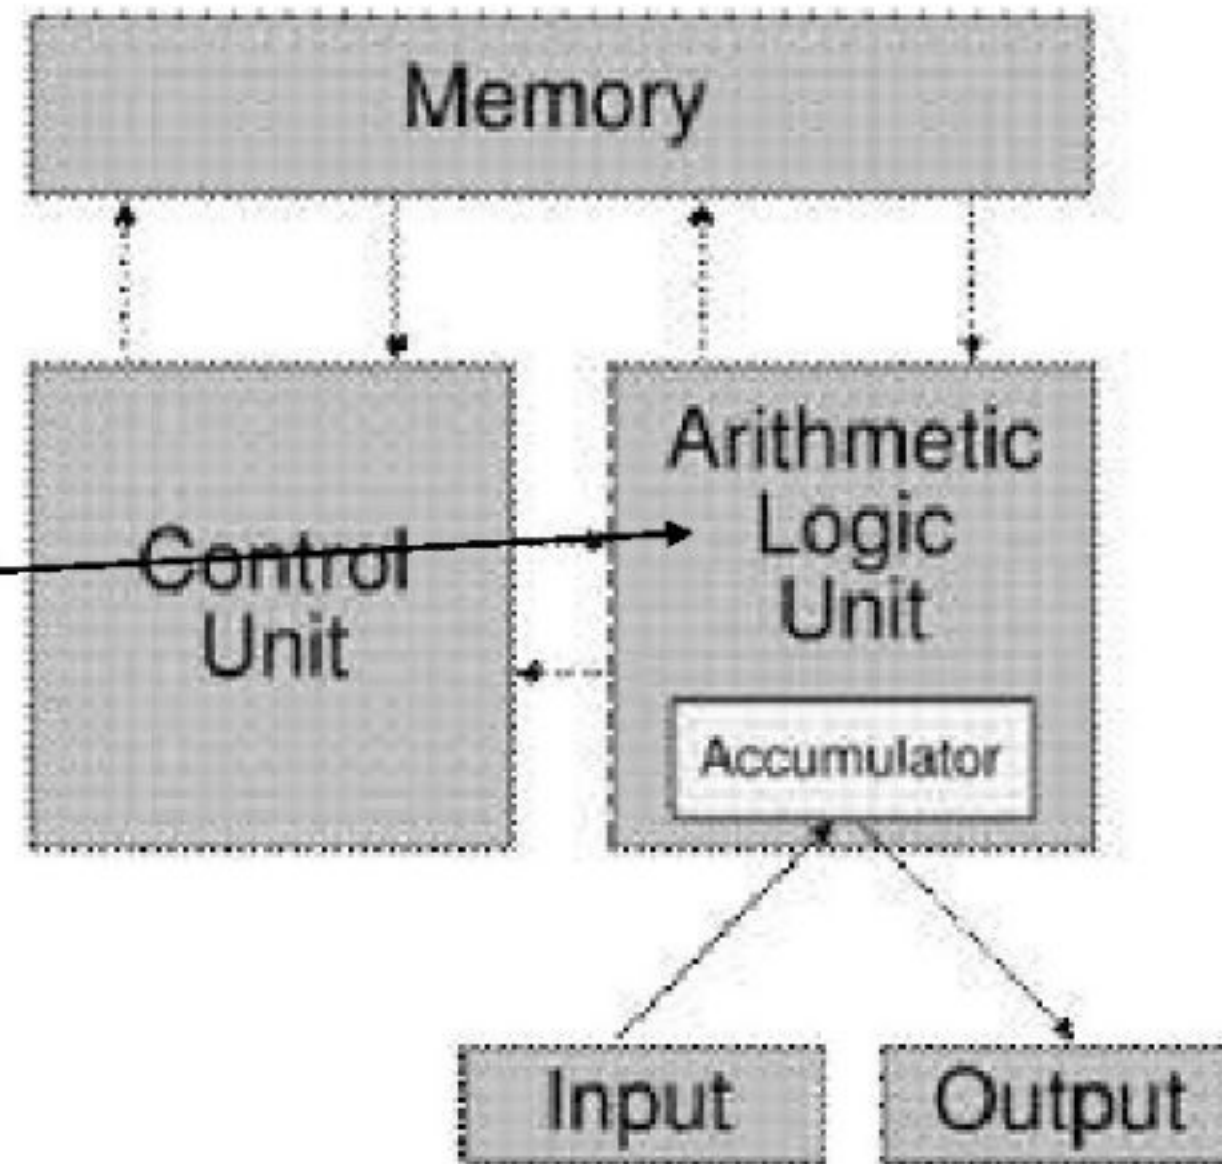 Memory
Control
Unit
Arithmetic
Logic
Unit
Accumulator
Input
Output